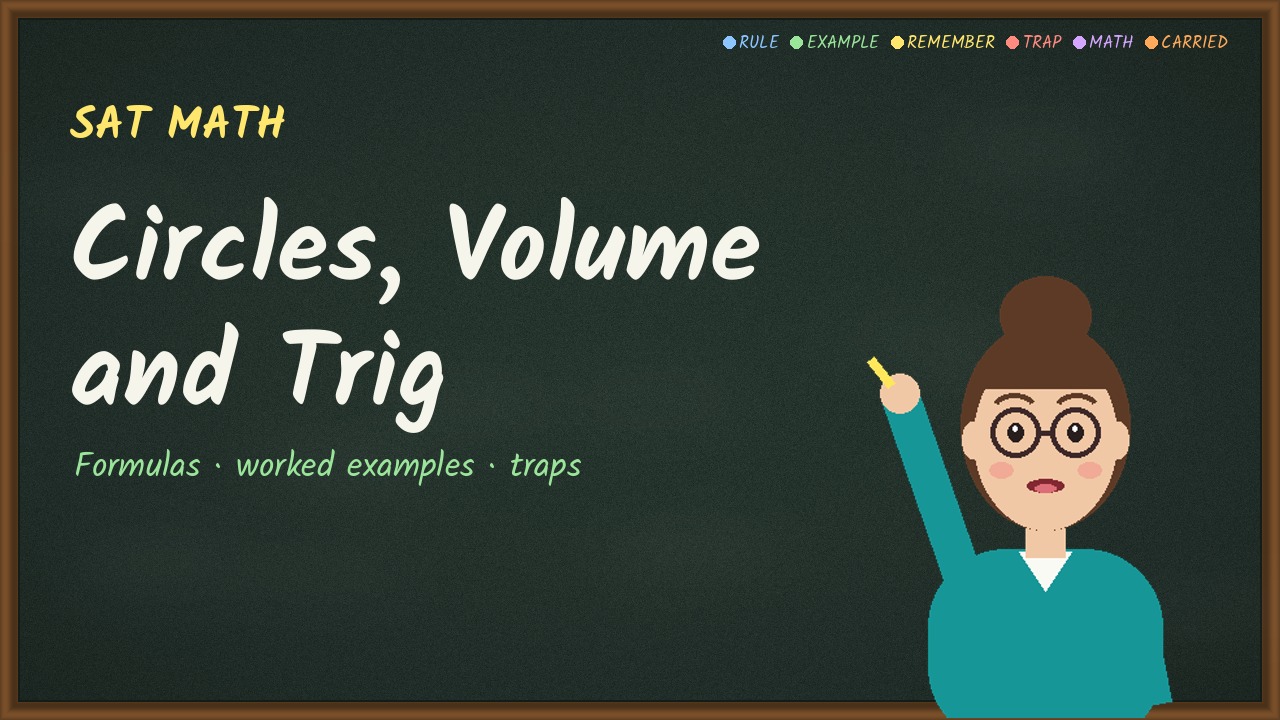 RULE EXAMPLE REMEMBER TRAP MATH CARRIED
SAT MATH
Circles, Volume
and Trig
Formulas · worked examples · traps